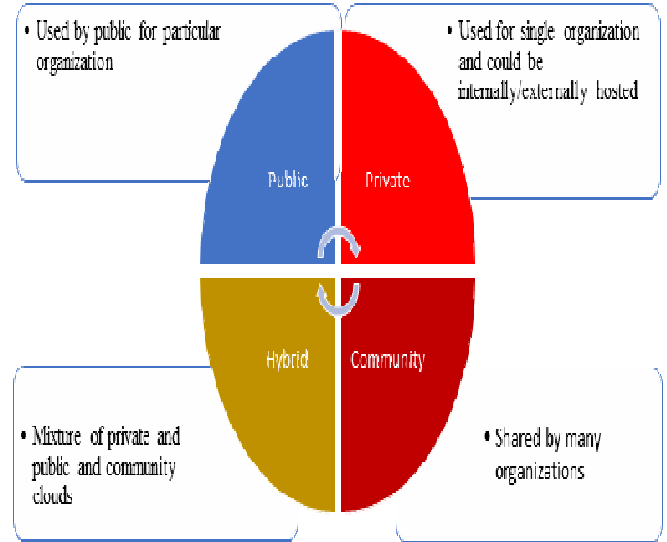 • Used by public for particular
organization
• Used for single organization
and could be
internally/externally hosted
Public
Private
Hybrid
Community
• Mixture of private and
public and community
clouds
• Shared by many
organizations